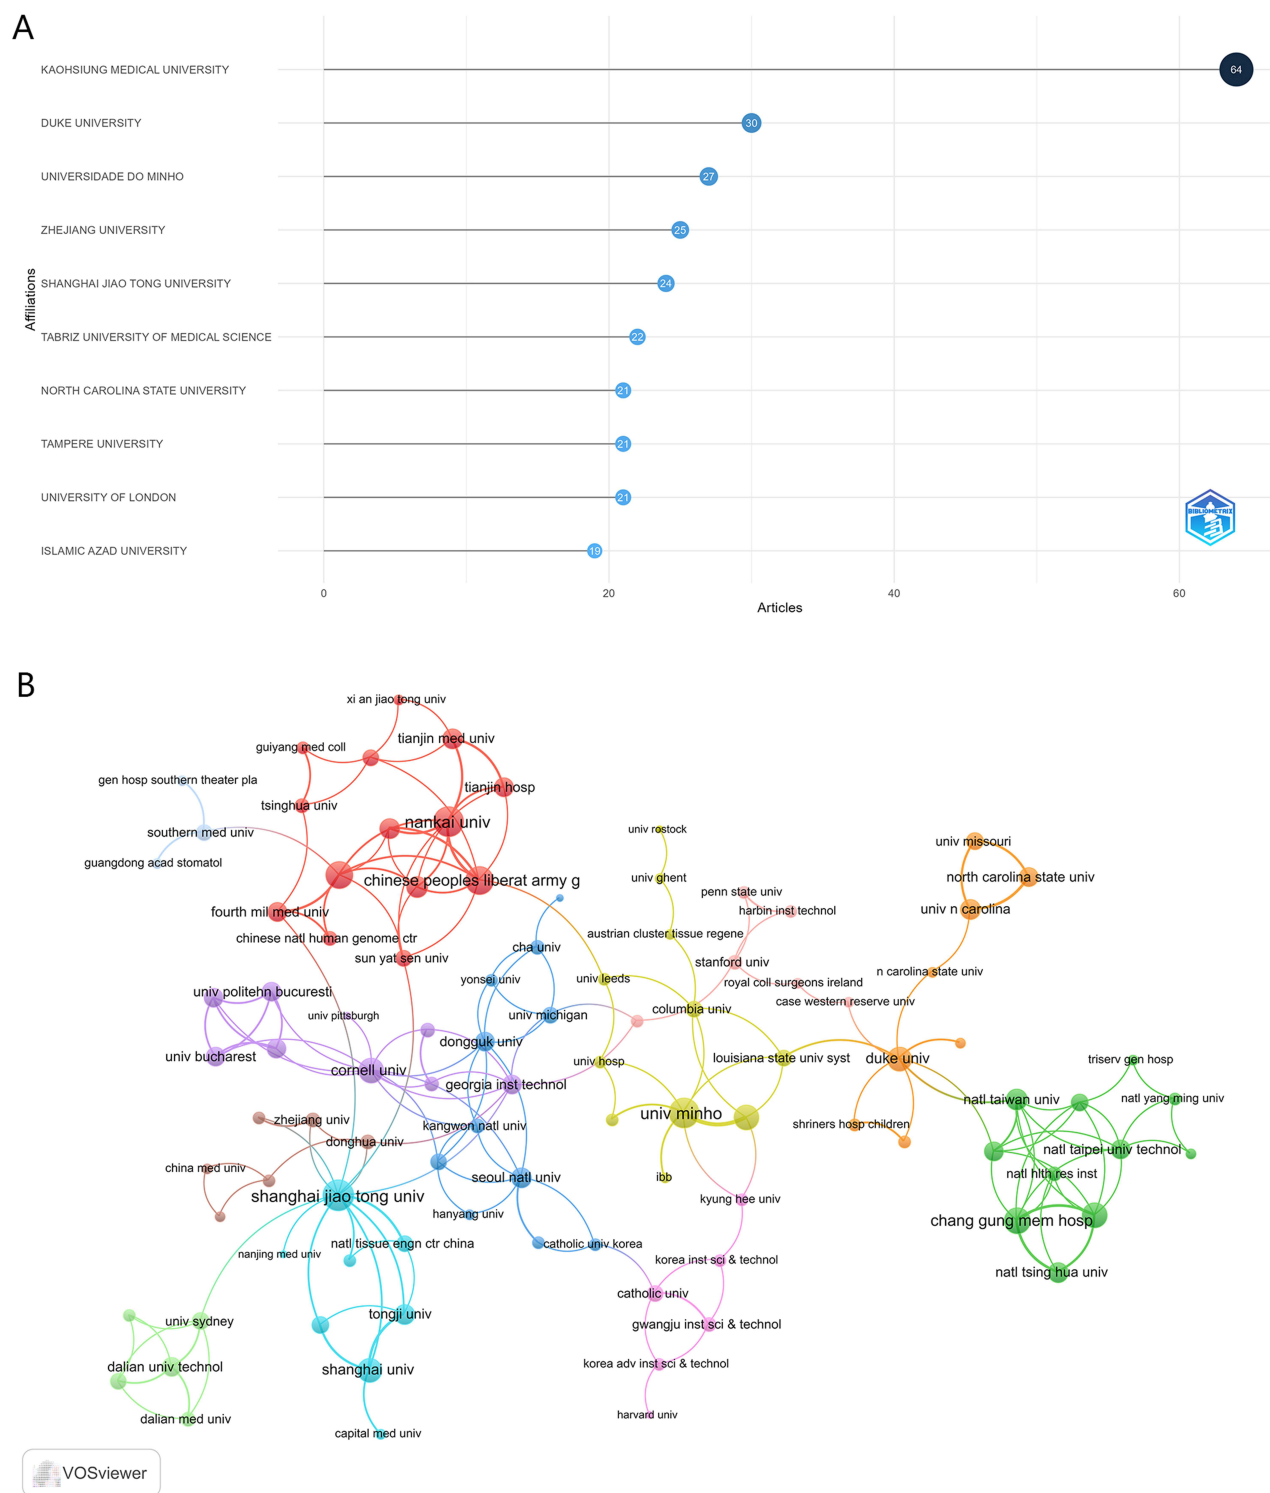 A
KAOHSIUNG MEDICAL UNIVERSITY
64
DUKE UNIVERSITY
30
UNIVERSIDADE DO MINHO
27
ZHEJIANG UNIVERSITY
25
SHANGHAI JIAO TONG UNIVERSITY
24
Affiliations
TABRIZ UNIVERSITY OF MEDICAL SCIENCE
22
NORTH CAROLINA STATE UNIVERSITY
21
TAMPERE UNIVERSITY
21
UNIVERSITY OF LONDON
21
BIBLIOMETRIX
ISLAMIC AZAD UNIVERSITY
19
0
20
40
60
Articles
B
xi an jiao tong univ
tianjin med univ
guiyang med coll
gen hosp southern theater pla
tianjin hosp
tsinghua univ
nankai univ
southern med univ
guangdong acad stomatol
chinese peoples liberat army g
fourth mil med univ
chinese natl human genome ctr
sun yat sen univ
univ rostock
univ ghent
penn state univ
harbin inst technol
austrian cluster tissue regene
stanford univ
royal coll surgeons ireland
case western reserve univ
univ missouri
north carolina state univ
univ n carolina
n carolina state univ
cha univ
yonsei univ
univ leeds
univ michigan
columbia univ
univ politehn bucuresti
univ pittsburgh
dongguk univ
univ bucharest
cornell univ
georgia inst technol
univ hosp
louisiana state univ syst
duke univ
triserv gen hosp
natl taiwan univ
natl yang ming univ
univ minho
shriners hosp children
zhejiang univ
kangwon natl univ
donghua univ
natl taipei univ technol
natl hlth res inst
china med univ
seoul natl univ
ibb
shanghai jiao tong univ
kyung hee univ
hanyang univ
chang gung mem hosp
natl tissue engn ctr china
nanjing med univ
catholic univ korea
korea inst sci & technol
natl tsing hua univ
catholic univ
univ sydney
tongji univ
gwangju inst sci & technol
dalian univ technol
shanghai univ
korea adv inst sci & technol
dalian med univ
capital med univ
harvard univ
VOSviewer